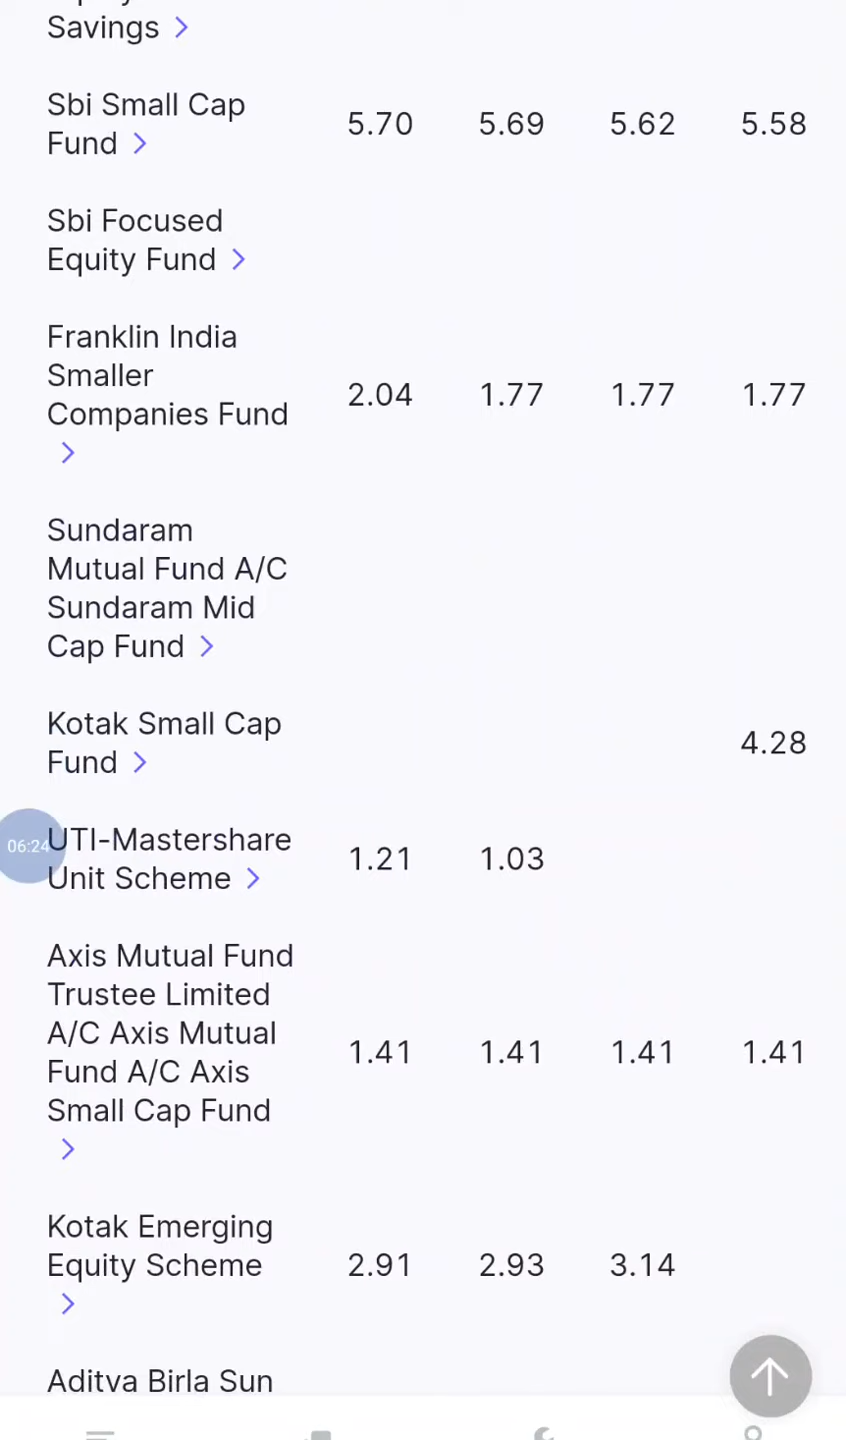 Savings
Sbi Small Cap
Fund
5.70 5.69 5.62 5.58
Sbi Focused
Equity Fund
Franklin India
Smaller
Companies Fund
2.04 1.77 1.77 1.77
Sundaram
Mutual Fund A/C
Sundaram Mid
Cap Fund
Kotak Small Cap
Fund
4.28
06:24
UTI-Mastershare
Unit Scheme
1.21 1.03
Axis Mutual Fund
Trustee Limited
A/C Axis Mutual
Fund A/C Axis
Small Cap Fund
1.41 1.41 1.41 1.41
Kotak Emerging
Equity Scheme
2.91 2.93 3.14
Aditya Birla Sun